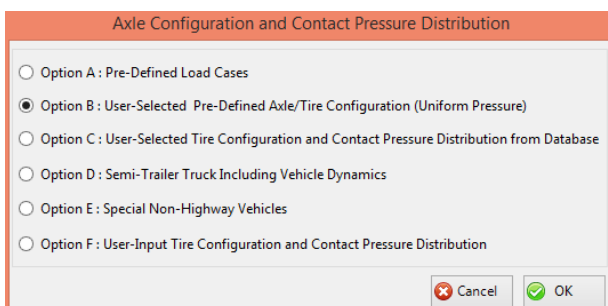 Axle Configuration and Contact Pressure Distribution
Option A : Pre-Defined Load Cases
Option B : User-Selected Pre-Defined Axle/Tire Configuration (Uniform Pressure)
Option C : User-Selected Tire Configuration and Contact Pressure Distribution from Database
Option D : Semi-Trailer Truck Including Vehicle Dynamics
Option E : Special Non-Highway Vehicles
Option F : User-Input Tire Configuration and Contact Pressure Distribution
Cancel OK